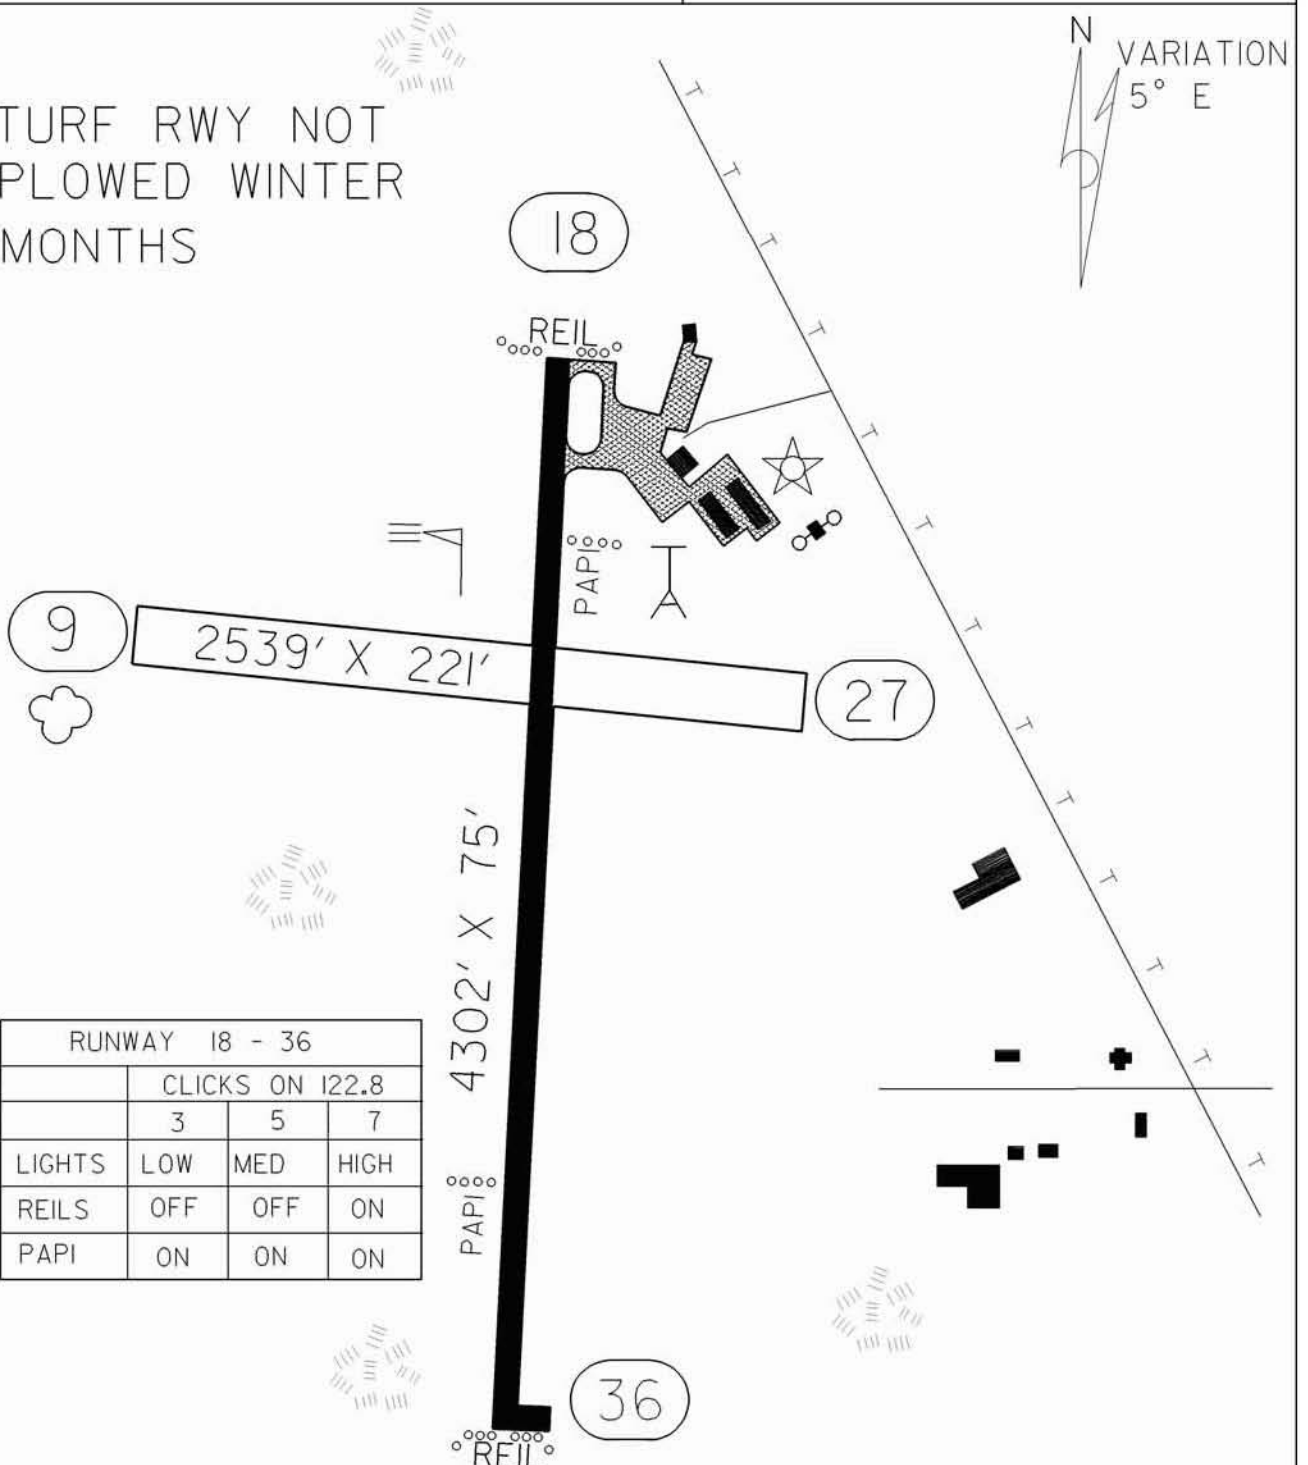 N
VARIATION
5° E
TURF RWY NOT
PLOWED WINTER
MONTHS
18
REIL
PAPI
9
2539' X 221'
27
4302' X 75'
RUNWAY 18 - 36
CLICKS ON 122.8
3 5 7
LIGHTS LOW MED HIGH
REILS OFF OFF ON
PAPI ON ON ON
PAPI
36
REIL
T
T
T
T
T
T
T
T
T
T
T
T